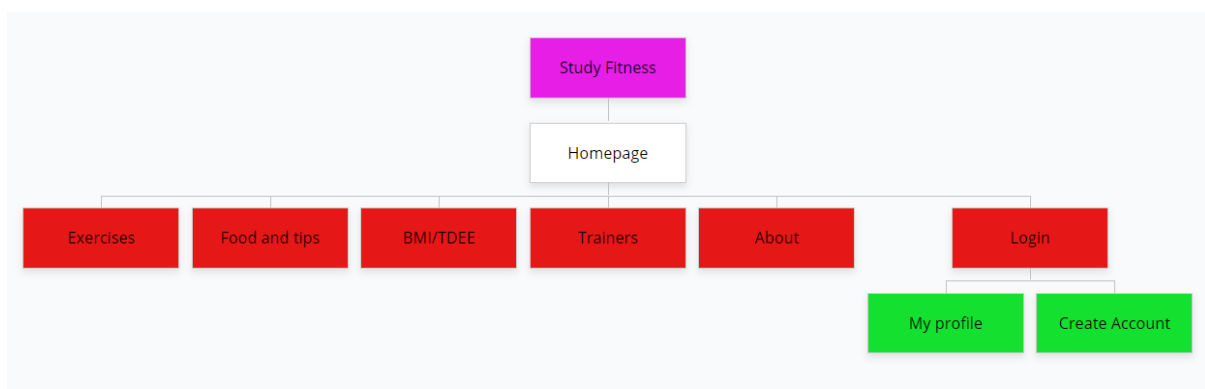 Study Fitness
Homepage
Exercises
Food and tips
BMI/TDEE
Trainers
About
Login
My profile
Create Account